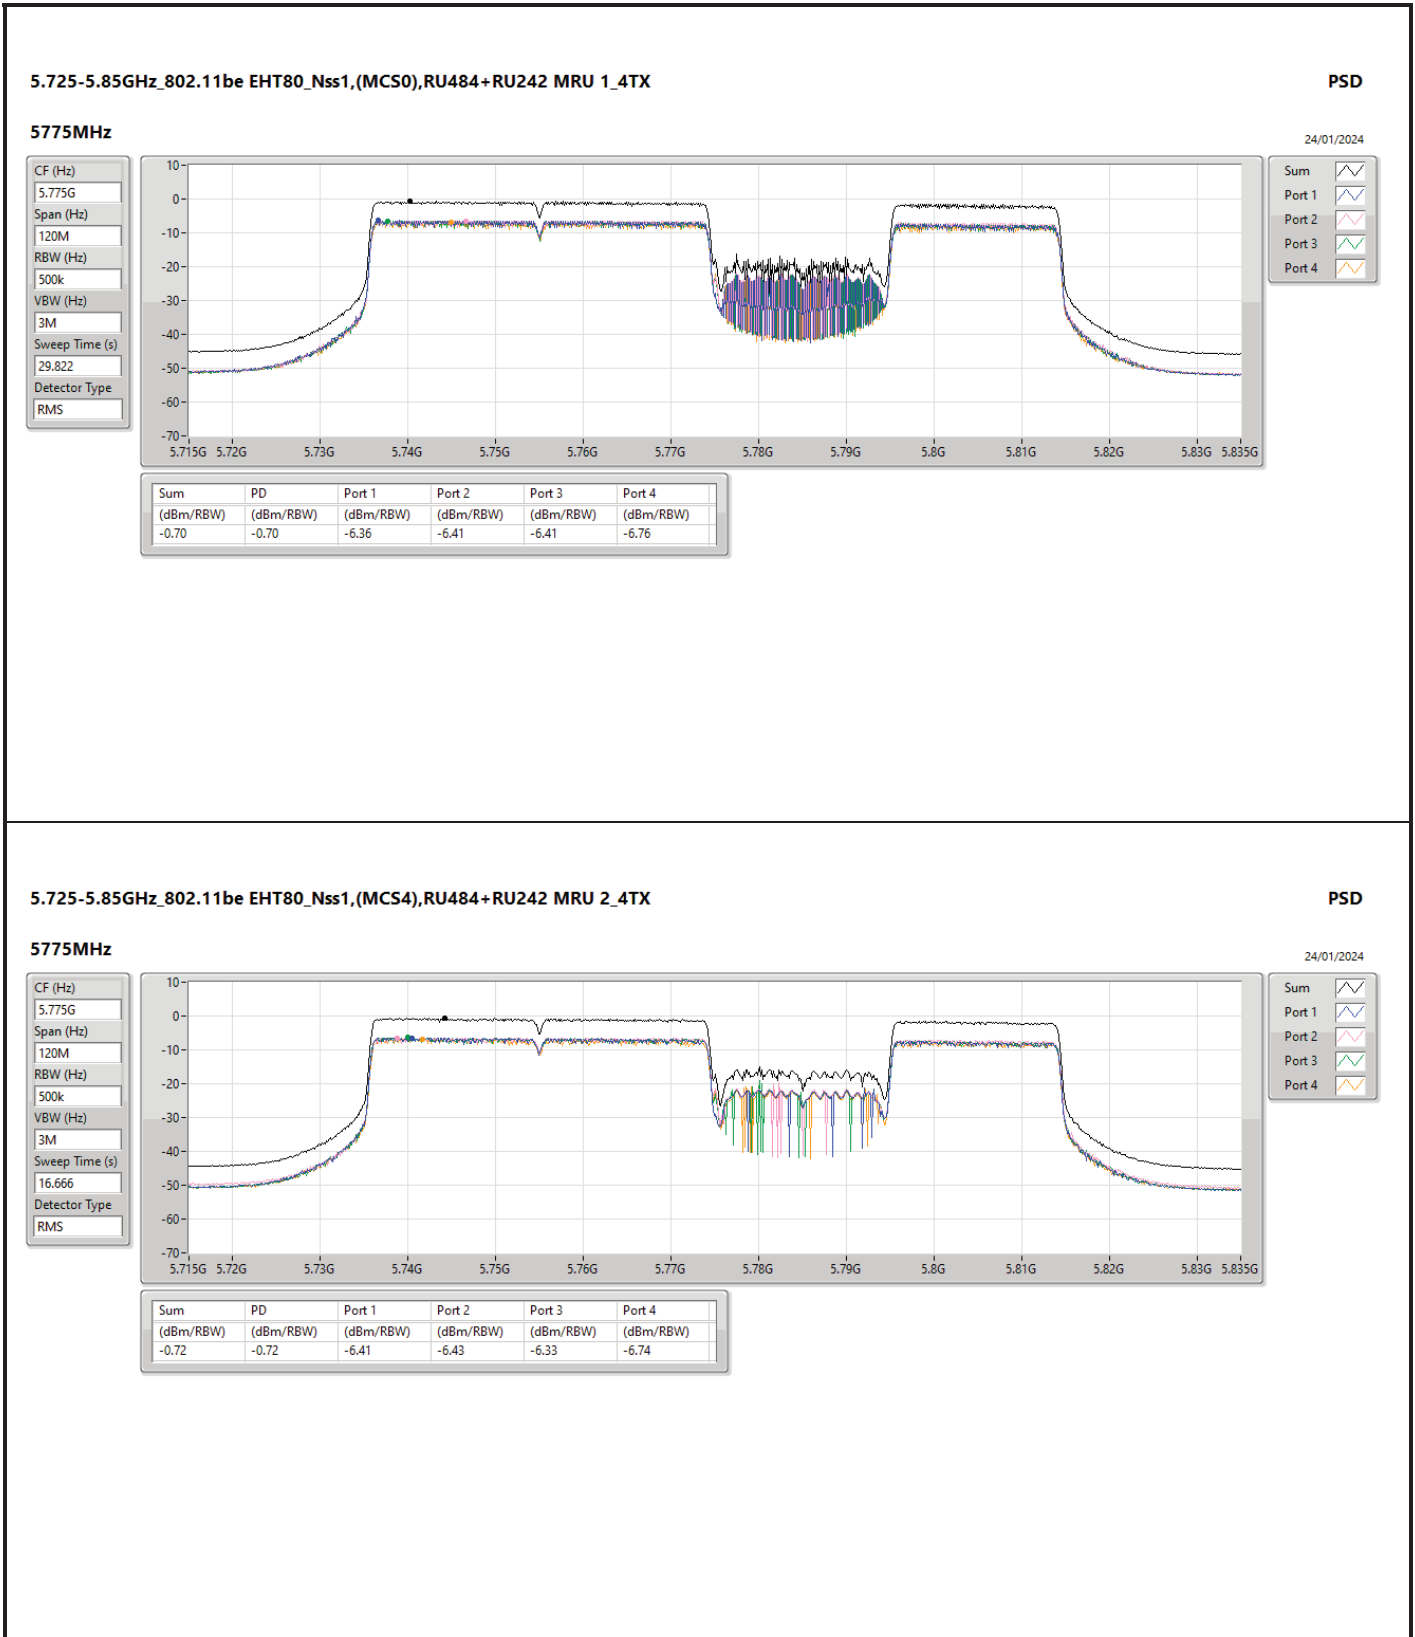 5.725-5.85GHz_802.11be EHT80_Nss1,(MCS0),RU484+RU242 MRU 1_4TX PSD
5775MHz
24/01/2024
CF (Hz)
5.775G
Span (Hz)
120M
RBW (Hz)
500k
VBW (Hz)
3M
Sweep Time (s)
29.822
Detector Type
RMS
10
0
-10
-20
-30
-40
-50
-60
-70
5.715G 5.72G 5.73G 5.74G 5.75G 5.76G 5.77G 5.78G 5.79G 5.8G 5.81G 5.82G 5.83G 5.835G
Sum
Port 1
Port 2
Port 3
Port 4
Sum PD Port 1 Port 2 Port 3 Port 4
(dBm/RBW) (dBm/RBW) (dBm/RBW) (dBm/RBW) (dBm/RBW) (dBm/RBW)
-0.70 -0.70 -6.36 -6.41 -6.41 -6.76
5.725-5.85GHz_802.11be EHT80_Nss1,(MCS4),RU484+RU242 MRU 2_4TX PSD
5775MHz
24/01/2024
CF (Hz)
5.775G
Span (Hz)
120M
RBW (Hz)
500k
VBW (Hz)
3M
Sweep Time (s)
16.666
Detector Type
RMS
10
0
-10
-20
-30
-40
-50
-60
-70
5.715G 5.72G 5.73G 5.74G 5.75G 5.76G 5.77G 5.78G 5.79G 5.8G 5.81G 5.82G 5.83G 5.835G
Sum
Port 1
Port 2
Port 3
Port 4
Sum PD Port 1 Port 2 Port 3 Port 4
(dBm/RBW) (dBm/RBW) (dBm/RBW) (dBm/RBW) (dBm/RBW) (dBm/RBW)
-0.72 -0.72 -6.41 -6.43 -6.33 -6.74